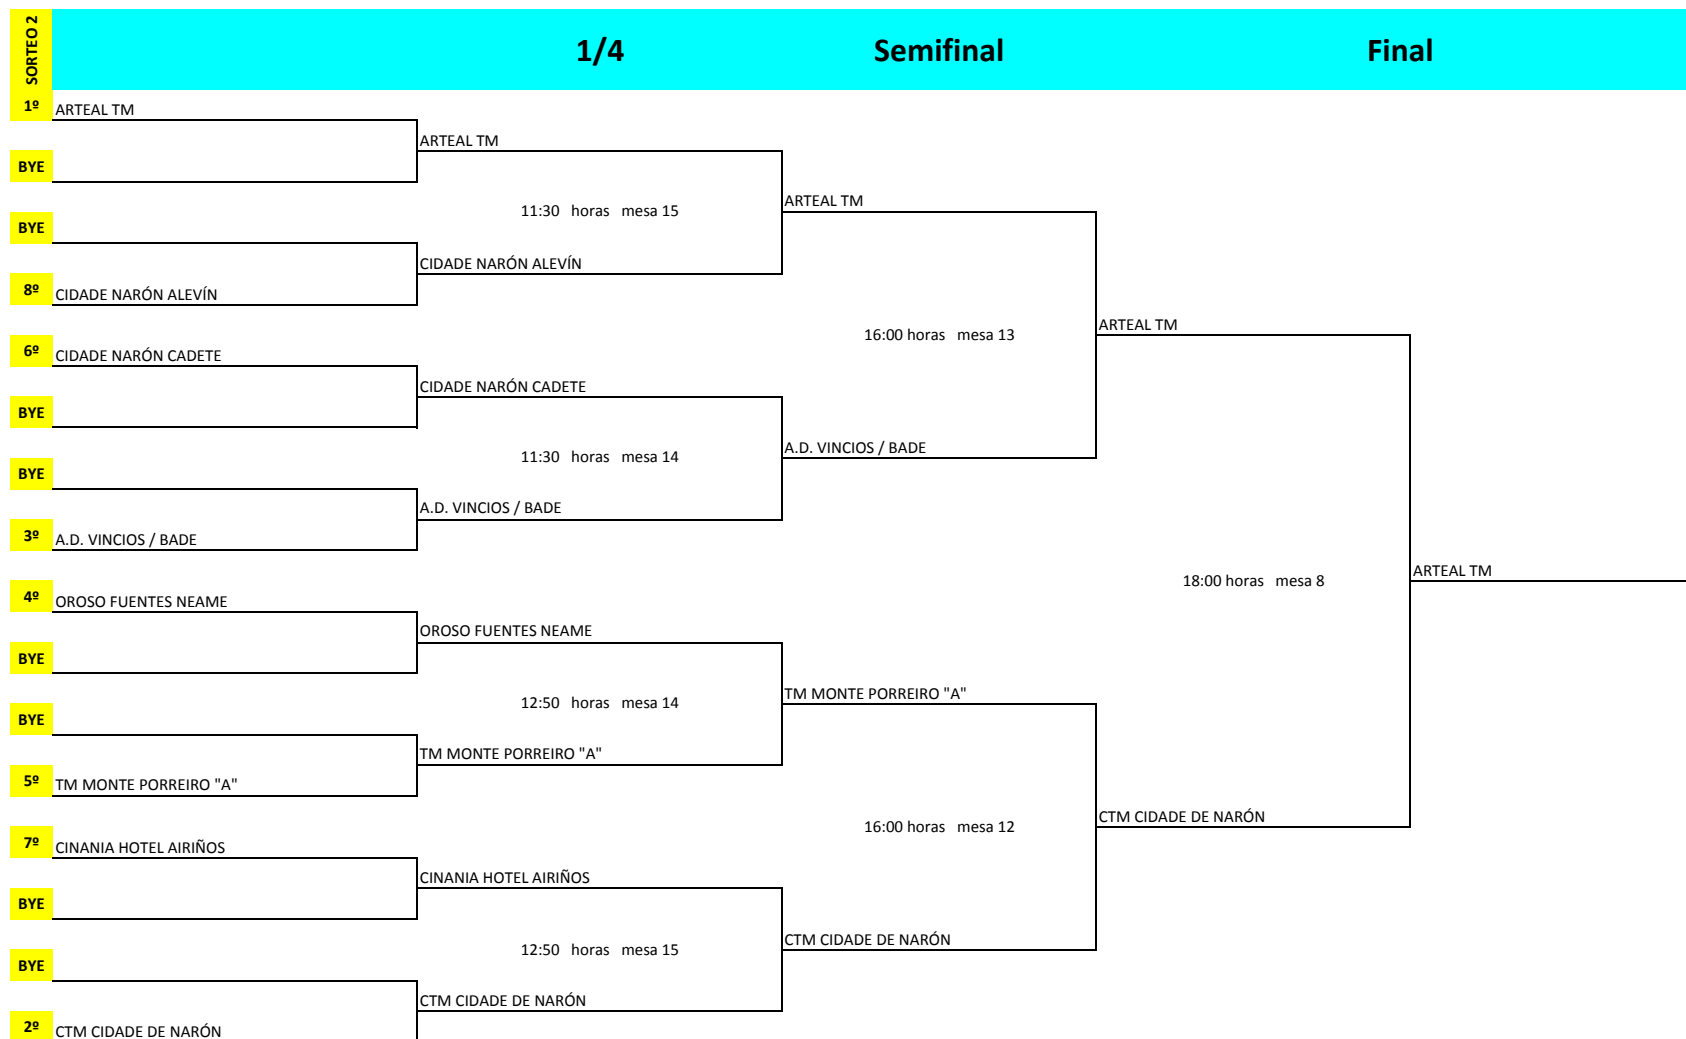 SORTEO 2
1/4 Semifinal Final
1º ARTEAL TM
ARTEAL TM
BYE
ARTEAL TM
11:30 horas mesa 15
BYE
CIDADE NARÓN ALEVÍN
8º CIDADE NARÓN ALEVÍN
ARTEAL TM
16:00 horas mesa 13
6º CIDADE NARÓN CADETE
CIDADE NARÓN CADETE
BYE
A.D. VINCIOS / BADE
11:30 horas mesa 14
BYE
A.D. VINCIOS / BADE
3º A.D. VINCIOS / BADE
ARTEAL TM
18:00 horas mesa 8
4º OROSO FUENTES NEAME
OROSO FUENTES NEAME
BYE
TM MONTE PORREIRO "A"
12:50 horas mesa 14
BYE
TM MONTE PORREIRO "A"
5º TM MONTE PORREIRO "A"
CTM CIDADE DE NARÓN
16:00 horas mesa 12
7º CINANIA HOTEL AIRIÑOS
CINANIA HOTEL AIRIÑOS
BYE
CTM CIDADE DE NARÓN
12:50 horas mesa 15
BYE
CTM CIDADE DE NARÓN
2º CTM CIDADE DE NARÓN